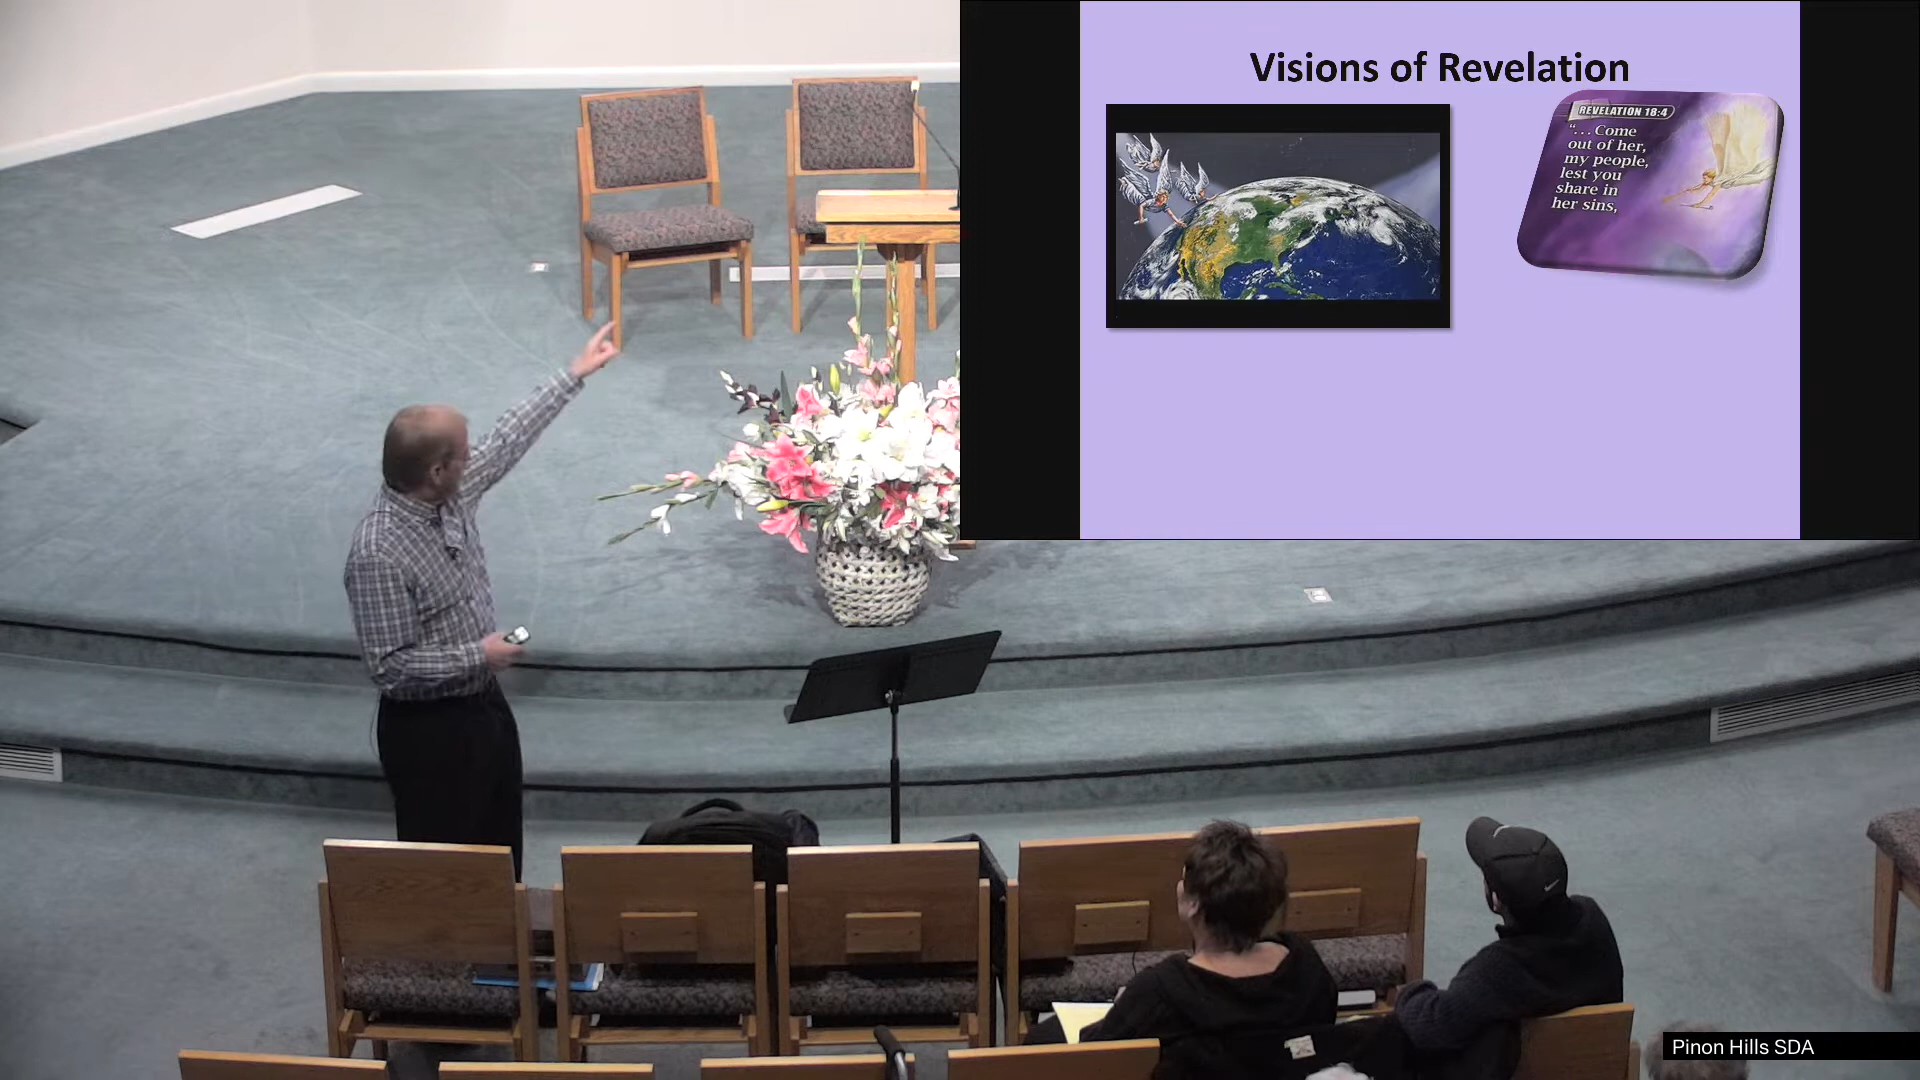 Visions of Revelation
REVELATION 18:4
"... Come
out of her,
my people,
lest you
share in
her sins,
Pinon Hills SDA